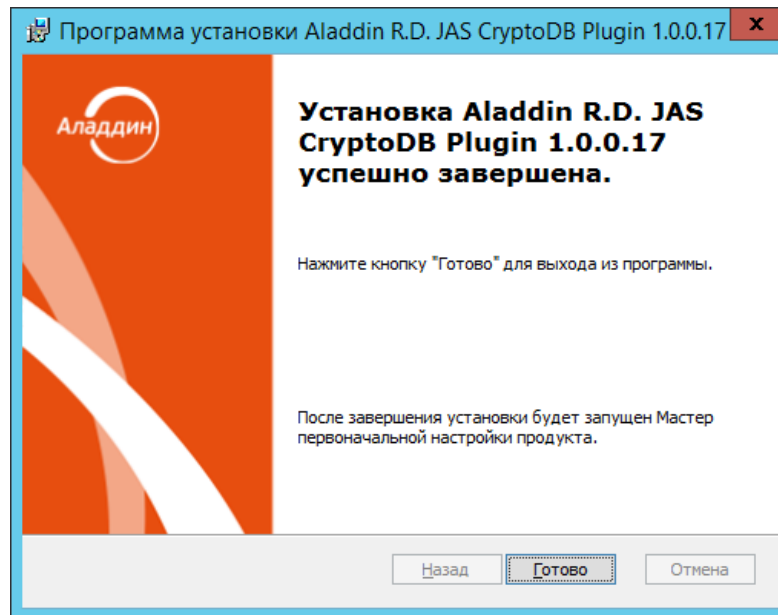 Программа установки Aladdin R.D. JAS CryptoDB Plugin 1.0.0.17
x
Аладдин
Установка Aladdin R.D. JAS
CryptoDB Plugin 1.0.0.17
успешно завершена.
Нажмите кнопку "Готово" для выхода из программы.
После завершения установки будет запущен Мастер
первоначальной настройки продукта.
Назад Готово Отмена